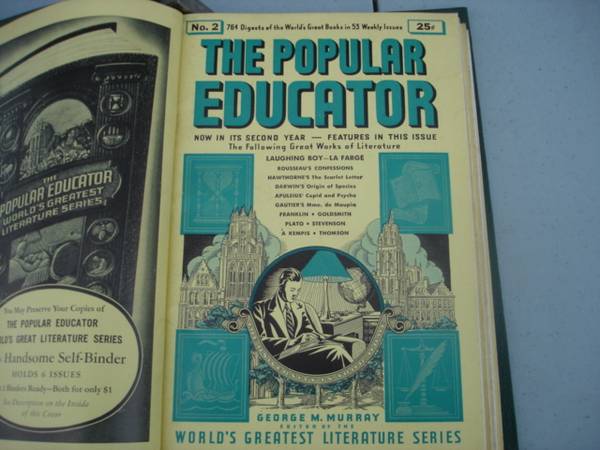 THE
POPULAR EDUCATOR
WORLD'S GREATEST
LITERATURE SERIES
You May Preserve Your Copies of
THE POPULAR EDUCATOR
WORLD'S GREAT LITERATURE SERIES
Handsome Self-Binder
HOLDS 6 ISSUES
Binders Ready—Both for only $1
See Description on the Inside
of this Cover
No. 2
764 Digests of the World's Great Books in 53 Weekly Issues
25¢
THE POPULAR
EDUCATOR
NOW IN ITS SECOND YEAR — FEATURES IN THIS ISSUE
The Following Great Works of Literature
LAUGHING BOY—LA FARGE
ROUSSEAU'S CONFESSIONS
HAWTHORNE'S The Scarlet Letter
DARWIN'S Origin of Species
APULEIUS' Cupid and Psyche
GAUTIER'S Mme. de Maupin
FRANKLIN • GOLDSMITH
PLATO • STEVENSON
A KEMPIS • THOMSON
GEORGE M. MURRAY
EDITOR OF THE
WORLD'S GREATEST LITERATURE SERIES